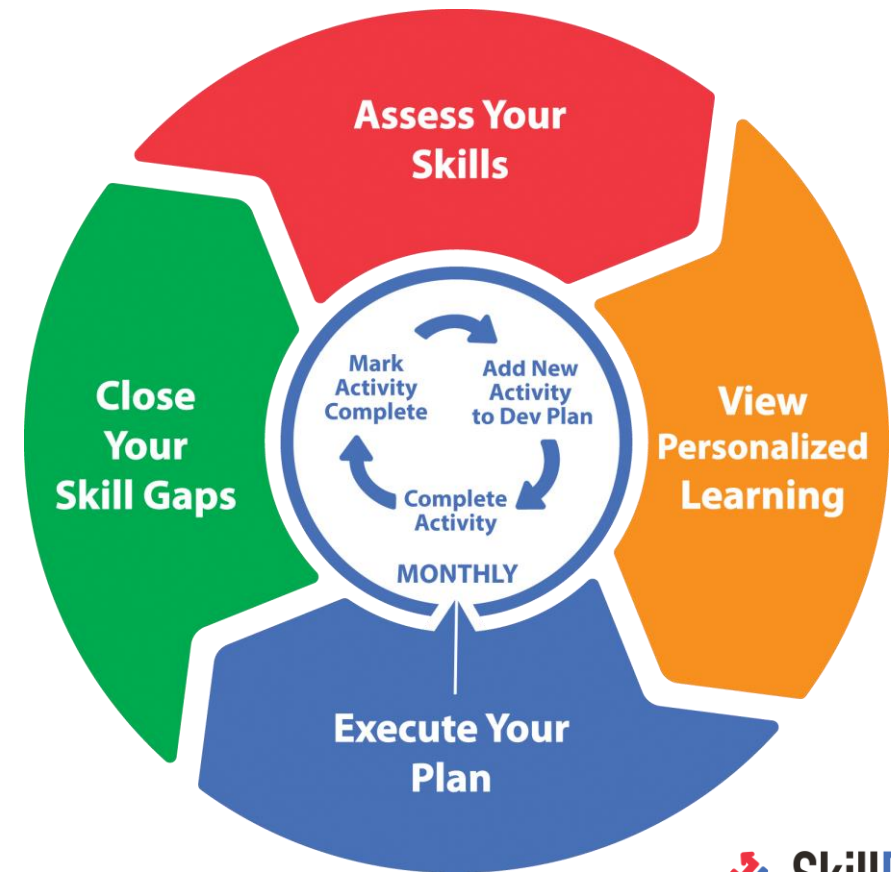 Assess Your
Skills
View
Personalized
Learning
Execute Your
Plan
Close
Your
Skill Gaps
Mark
Activity
Complete
Add New
Activity
to Dev Plan
Complete
Activity
MONTHLY